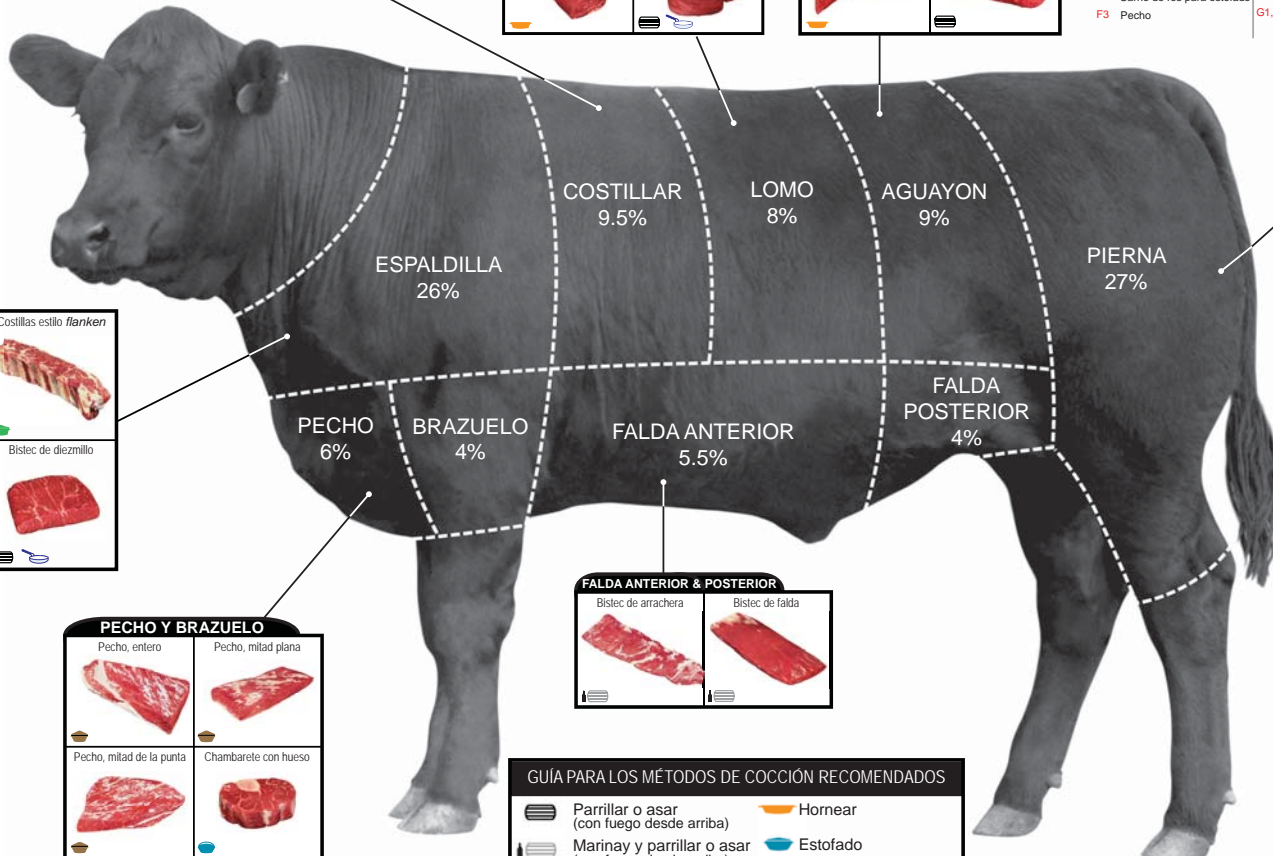 F3 Pecho
G1,
COSTILLAR
9.5%
LOMO
8%
AGUAYON
9%
ESPALDILLA
26%
PIERNA
27%
Costillas estilo flanken
Bistec de diezmillo
PECHO
6%
BRAZUELO
4%
FALDA ANTERIOR
5.5%
FALDA
POSTERIOR
4%
FALDA ANTERIOR & POSTERIOR
Bistec de arrachera
Bistec de falda
PECHO Y BRAZUELO
Pecho, entero
Pecho, mitad plana
Pecho, mitad de la punta
Chambarete con hueso
GUÍA PARA LOS MÉTODOS DE COCCIÓN RECOMENDADOS
Parrillar o asar
(con fuego desde arriba)
Hornear
Marinay y parrillar o asar
Estofado